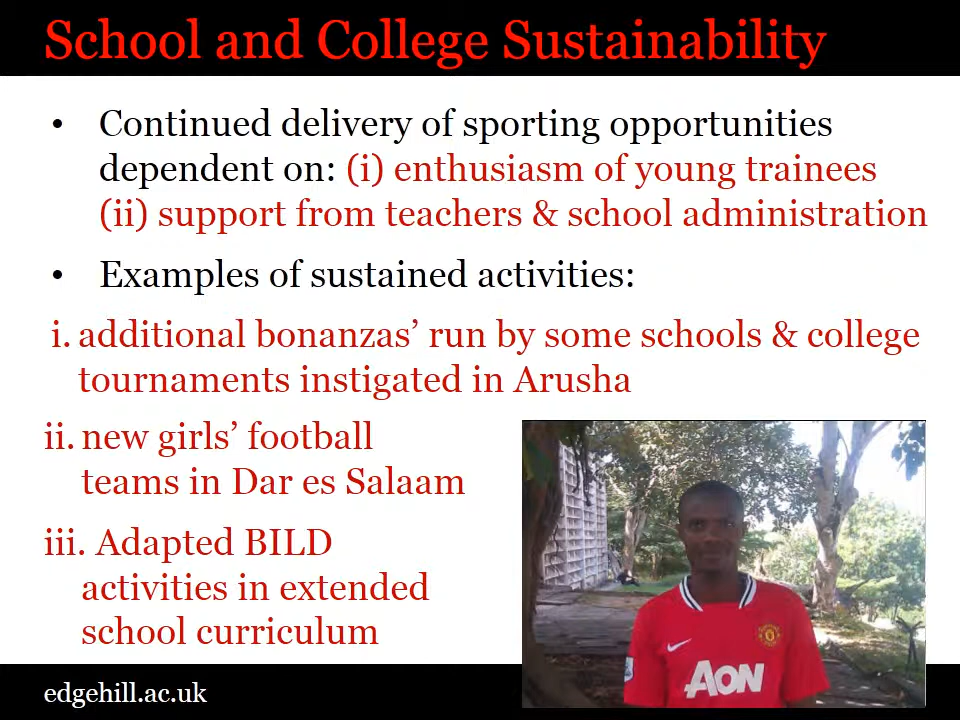 School and College Sustainability
• Continued delivery of sporting opportunities
dependent on: (i) enthusiasm of young trainees
(ii) support from teachers & school administration
• Examples of sustained activities:
i. additional bonanzas’ run by some schools & college
tournaments instigated in Arusha
ii. new girls’ football
teams in Dar es Salaam
iii. Adapted BILD
activities in extended
school curriculum
AON
edgehill.ac.uk